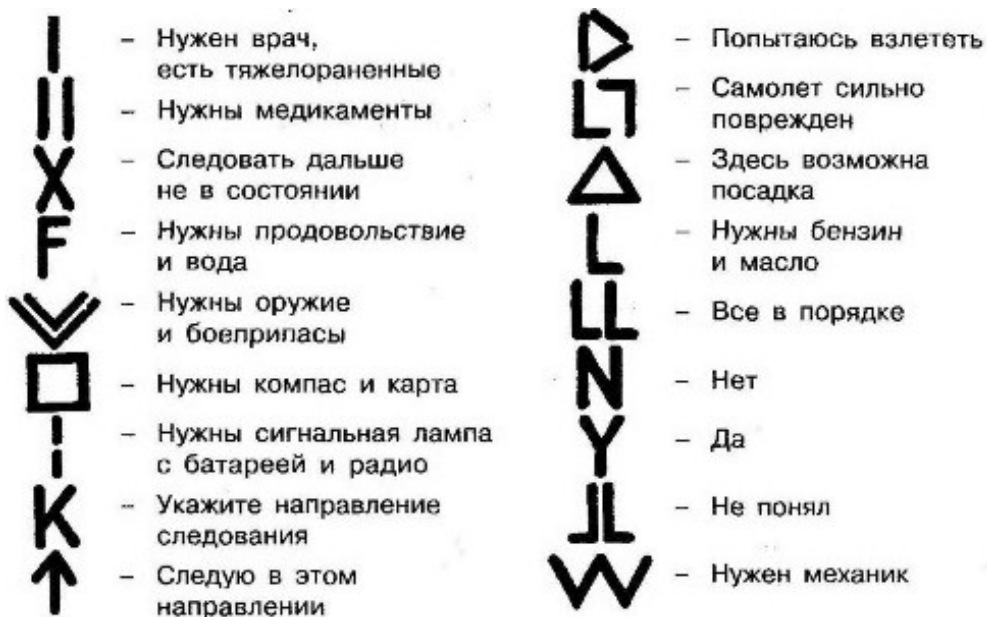 – Нужен врач,
есть тяжелораненные
– Нужны медикаменты
X – Следовать дальше
не в состоянии
F – Нужны продовольствие
и вода
– Нужны оружие
и боеприпасы
– Нужны компас и карта
– Нужны сигнальная лампа
с батареей и радио
K – Укажите направление
следования
– Следую в этом
направлении
– Попытаюсь взлететь
– Самолет сильно
поврежден
– Здесь возможна
посадка
L – Нужны бензин
и масло
LL – Все в порядке
N – Нет
Y – Да
– Не понял
W – Нужен механик